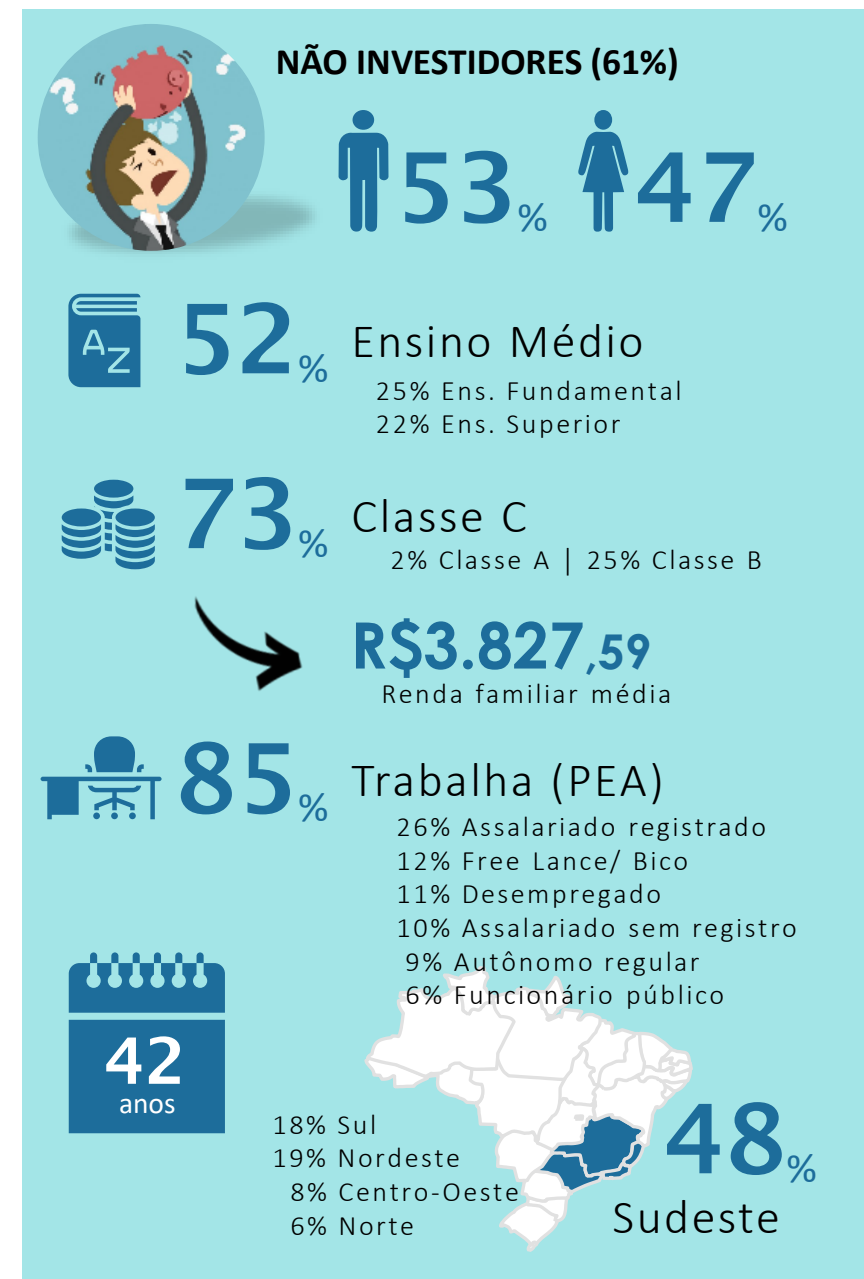 NÃO INVESTIDORES (61%)
53% 47%
AZ
52% Ensino Médio
25% Ens. Fundamental
22% Ens. Superior
73% Classe C
2% Classe A | 25% Classe B
R$3.827,59
Renda familiar média
85% Trabalha (PEA)
26% Assalariado registrado
12% Free Lance/ Bico
11% Desempregado
10% Assalariado sem registro
9% Autônomo regular
6% Funcionário público
42
anos
18% Sul
19% Nordeste
8% Centro-Oeste
6% Norte
48%
Sudeste